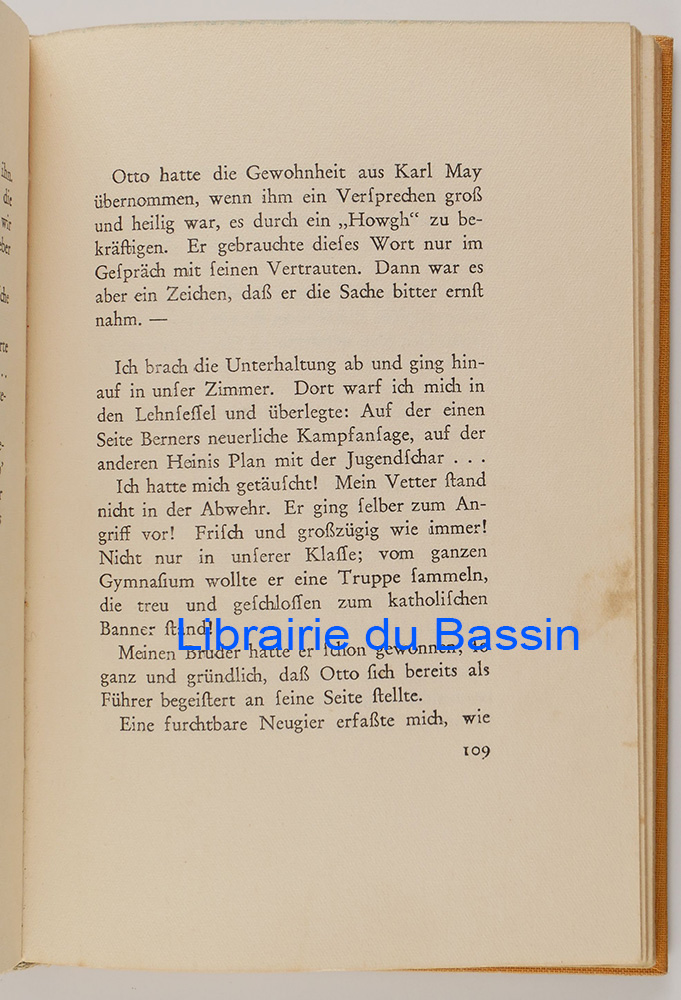 ihn.
die
wir
Otto hatte die Gewohnheit aus Karl May
übernommen, wenn ihm ein Verſprechen groß
und heilig war, es durch ein „Howgh“ zu be-
kräftigen. Er gebrauchte dieſes Wort nur im
Geſpräch mit ſeinen Vertrauten. Dann war es
aber ein Zeichen, daß er die Sache bitter ernſt
nahm. —
Ich brach die Unterhaltung ab und ging hin-
auf in unſer Zimmer. Dort warf ich mich in
den Lehnſeſſel und überlegte: Auf der einen
Seite Berners neuerliche Kampfanſage, auf der
anderen Heinis Plan mit der Jugendſchar . . .
Ich hatte mich getäuſcht! Mein Vetter ſtand
nicht in der Abwehr. Er ging ſelber zum An-
griff vor! Friſch und großzügig wie immer!
Nicht nur in unſerer Klaſſe; vom ganzen
Gymnaſium wollte er eine Truppe ſammeln,
die treu und geſchloſſen zum katholiſchen
Banner ſtand!
Librairie du Bassin
Meinen Bruder hatte er ſchon gewonnen, ſo
ganz und gründlich, daß Otto ſich bereits als
Führer begeiſtert an ſeine Seite ſtellte.
Eine furchtbare Neugier erfaßte mich, wie
109